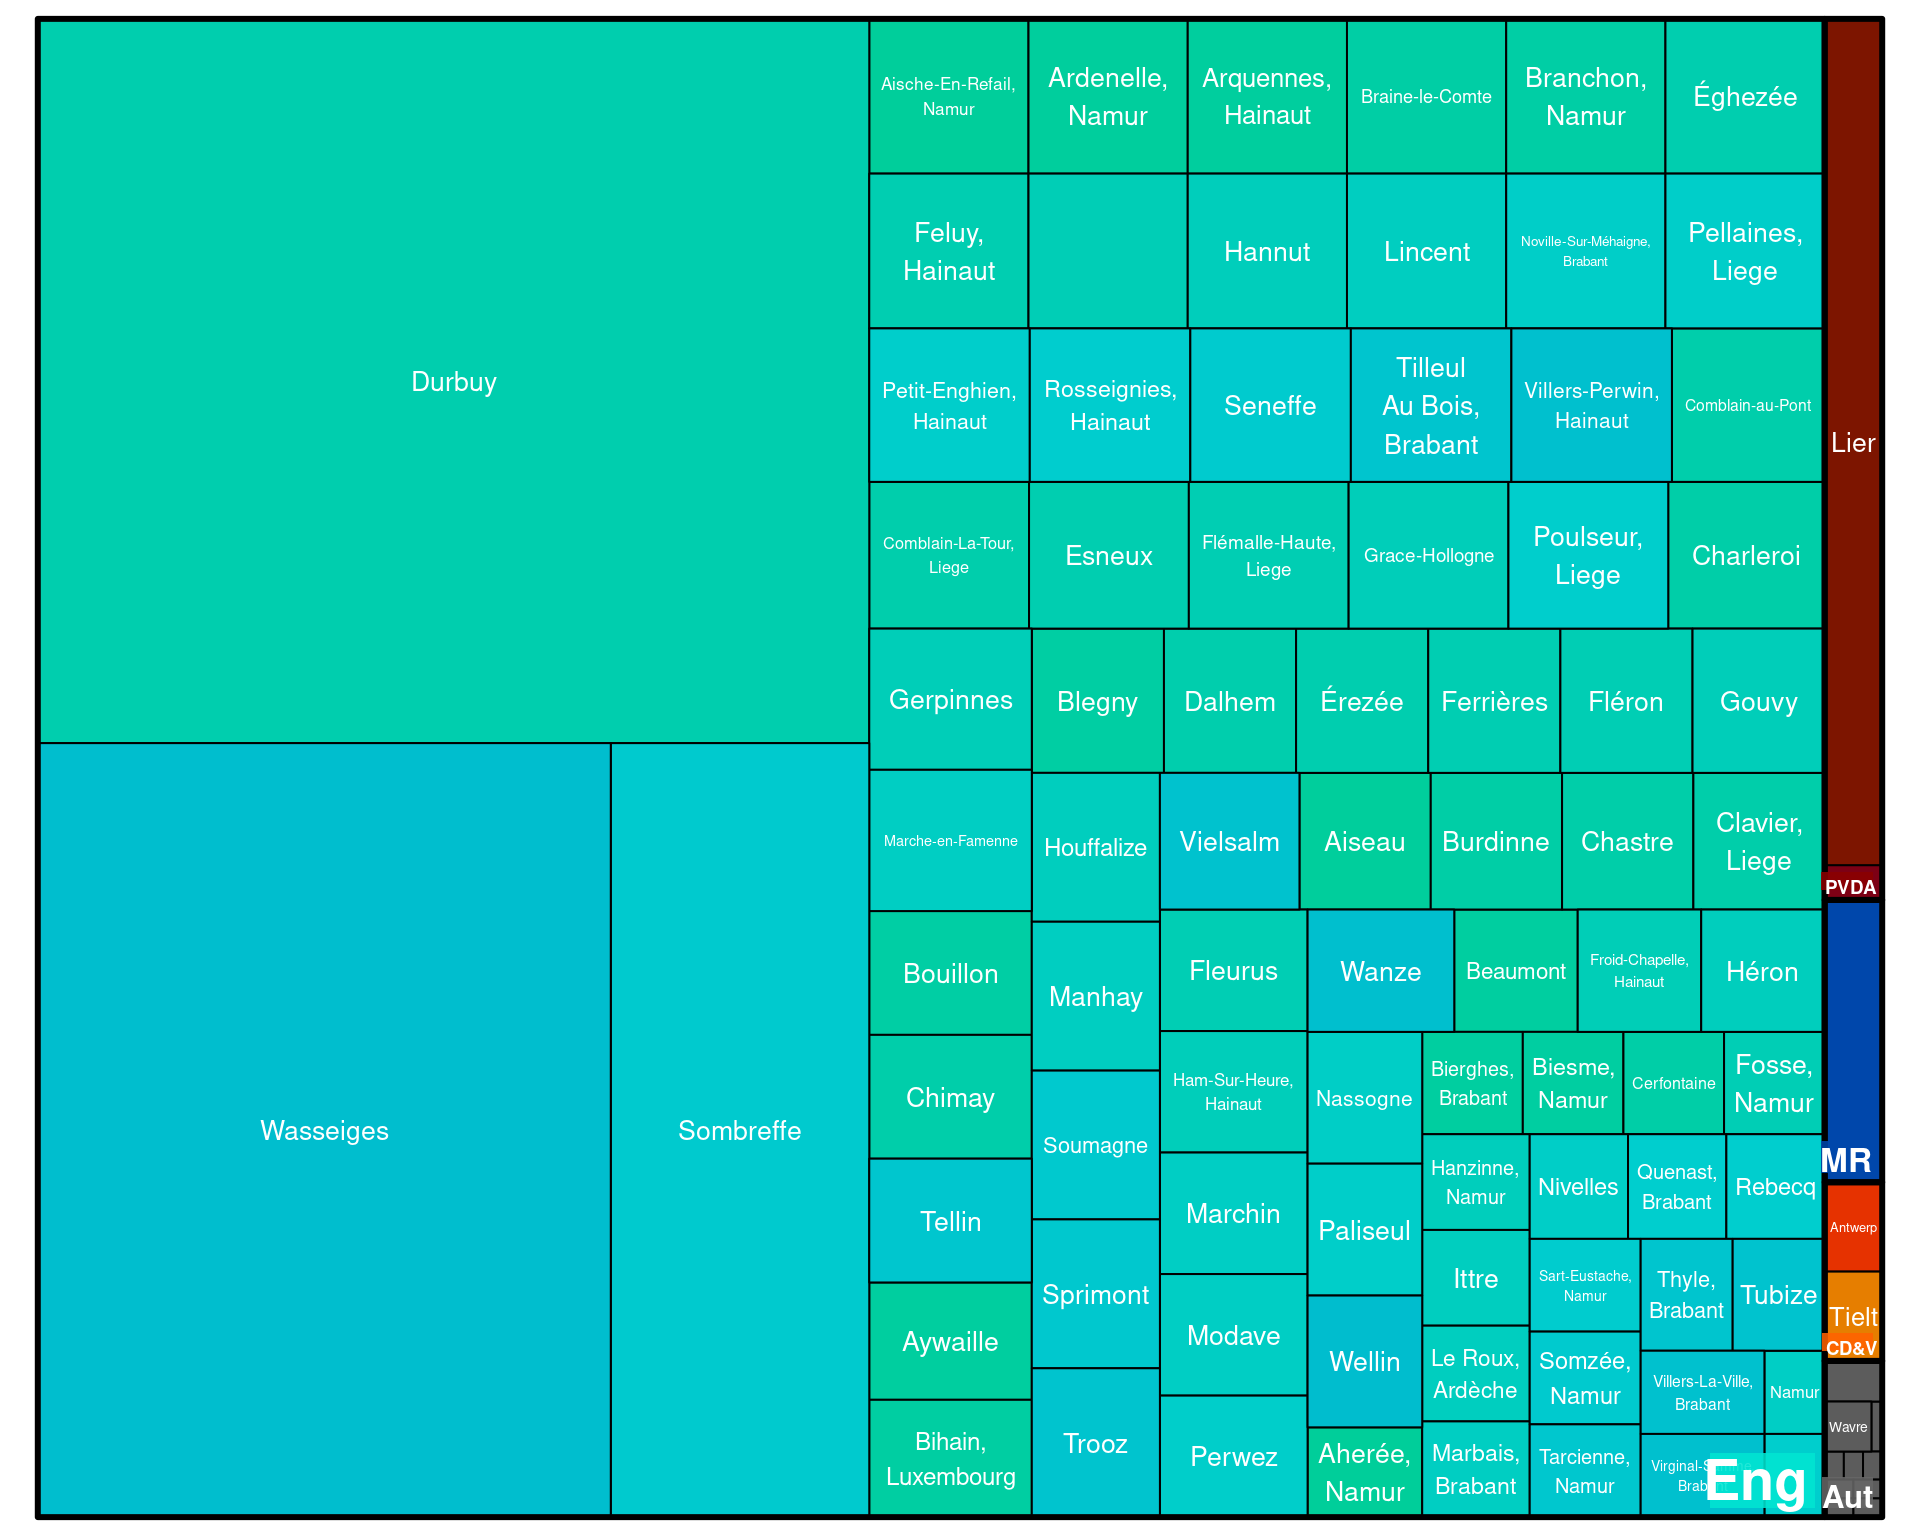 Durbuy
Wasseiges
Sombreffe
Aische-En-Refail,
Namur
Ardenelle,
Namur
Arquennes,
Hainaut
Braine-le-Comte
Branchon,
Namur
Éghezée
Feluy,
Hainaut
Hannut
Lincent
Noville-Sur-Méhaigne,
Brabant
Pellaines,
Liege
Petit-Enghien,
Hainaut
Rosseignies,
Hainaut
Seneffe
Tilleul
Au Bois,
Brabant
Villers-Perwin,
Hainaut
Comblain-au-Pont
Comblain-La-Tour,
Liege
Esneux
Flémalle-Haute,
Liege
Grace-Hollogne
Poulseur,
Liege
Charleroi
Gerpinnes
Blegny
Dalhem
Érezée
Ferrières
Fléron
Gouvy
Marche-en-Famenne
Houffalize
Vielsalm
Aiseau
Burdinne
Chastre
Clavier,
Liege
Bouillon
Manhay
Fleurus
Wanze
Beaumont
Froid-Chapelle,
Hainaut
Héron
Chimay
Soumagne
Ham-Sur-Heure,
Hainaut
Nassogne
Bierghes,
Brabant
Biesme,
Namur
Cerfontaine
Fosse,
Namur
Tellin
Sprimont
Marchin
Paliseul
Hanzinne,
Namur
Nivelles
Quenast,
Brabant
Rebecq
Aywaille
Trooz
Modave
Wellin
Ittre
Sart-Eustache,
Namur
Thyle,
Brabant
Tubize
Bihain,
Luxembourg
Perwez
Aherée,
Namur
Le Roux,
Ardèche
Somzée,
Namur
Villers-La-Ville,
Brabant
Namur
Marbais,
Brabant
Tarcienne,
Namur
Eng
Lier
PVDA
MR
Antwerp
Tielt
CD&V
Wavre
Aut